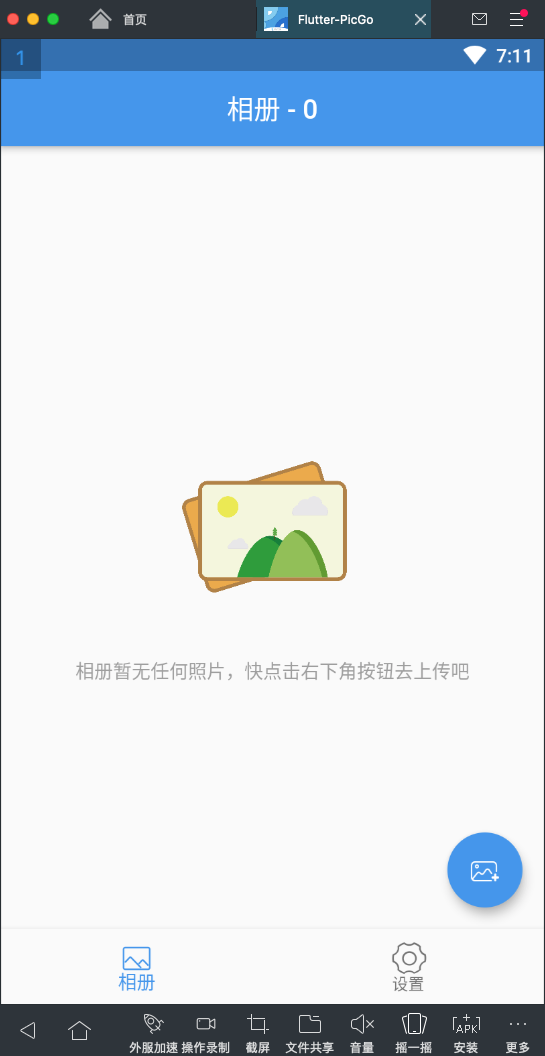 首页
Flutter-PicGo
1
7:11
相册 - 0
相册暂无任何照片，快点击右下角按钮去上传吧
相册
设置
APK
外服加速 操作录制 截屏 文件共享 音量 摇一摇 安装 更多